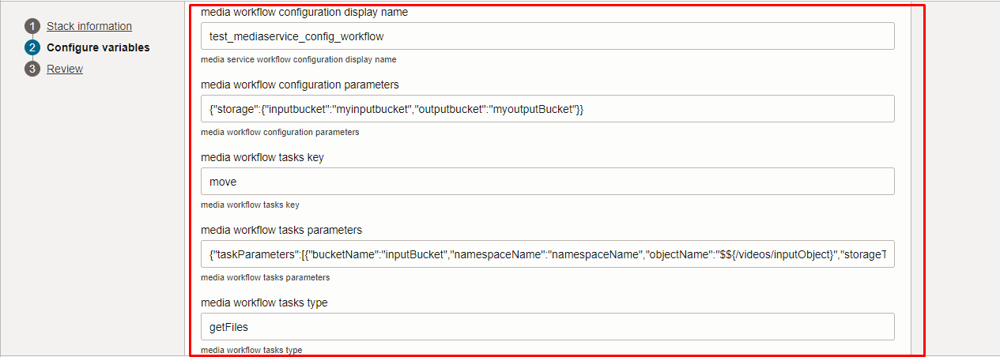 1 Stack information
2 Configure variables
3 Review
media workflow configuration display name
test_mediaservice_config_workflow
media service workflow configuration display name
media workflow configuration parameters
{"storage":{"inputbucket":"myinputbucket","outputbucket":"myoutputBucket"}}
media workflow configuration parameters
media workflow tasks key
move
media workflow tasks key
media workflow tasks parameters
{"taskParameters":[{"bucketName":"inputBucket","namespaceName":"namespaceName","objectName":"$${/videos/inputObject}","storageT
media workflow tasks parameters
media workflow tasks type
getFiles
media workflow tasks type